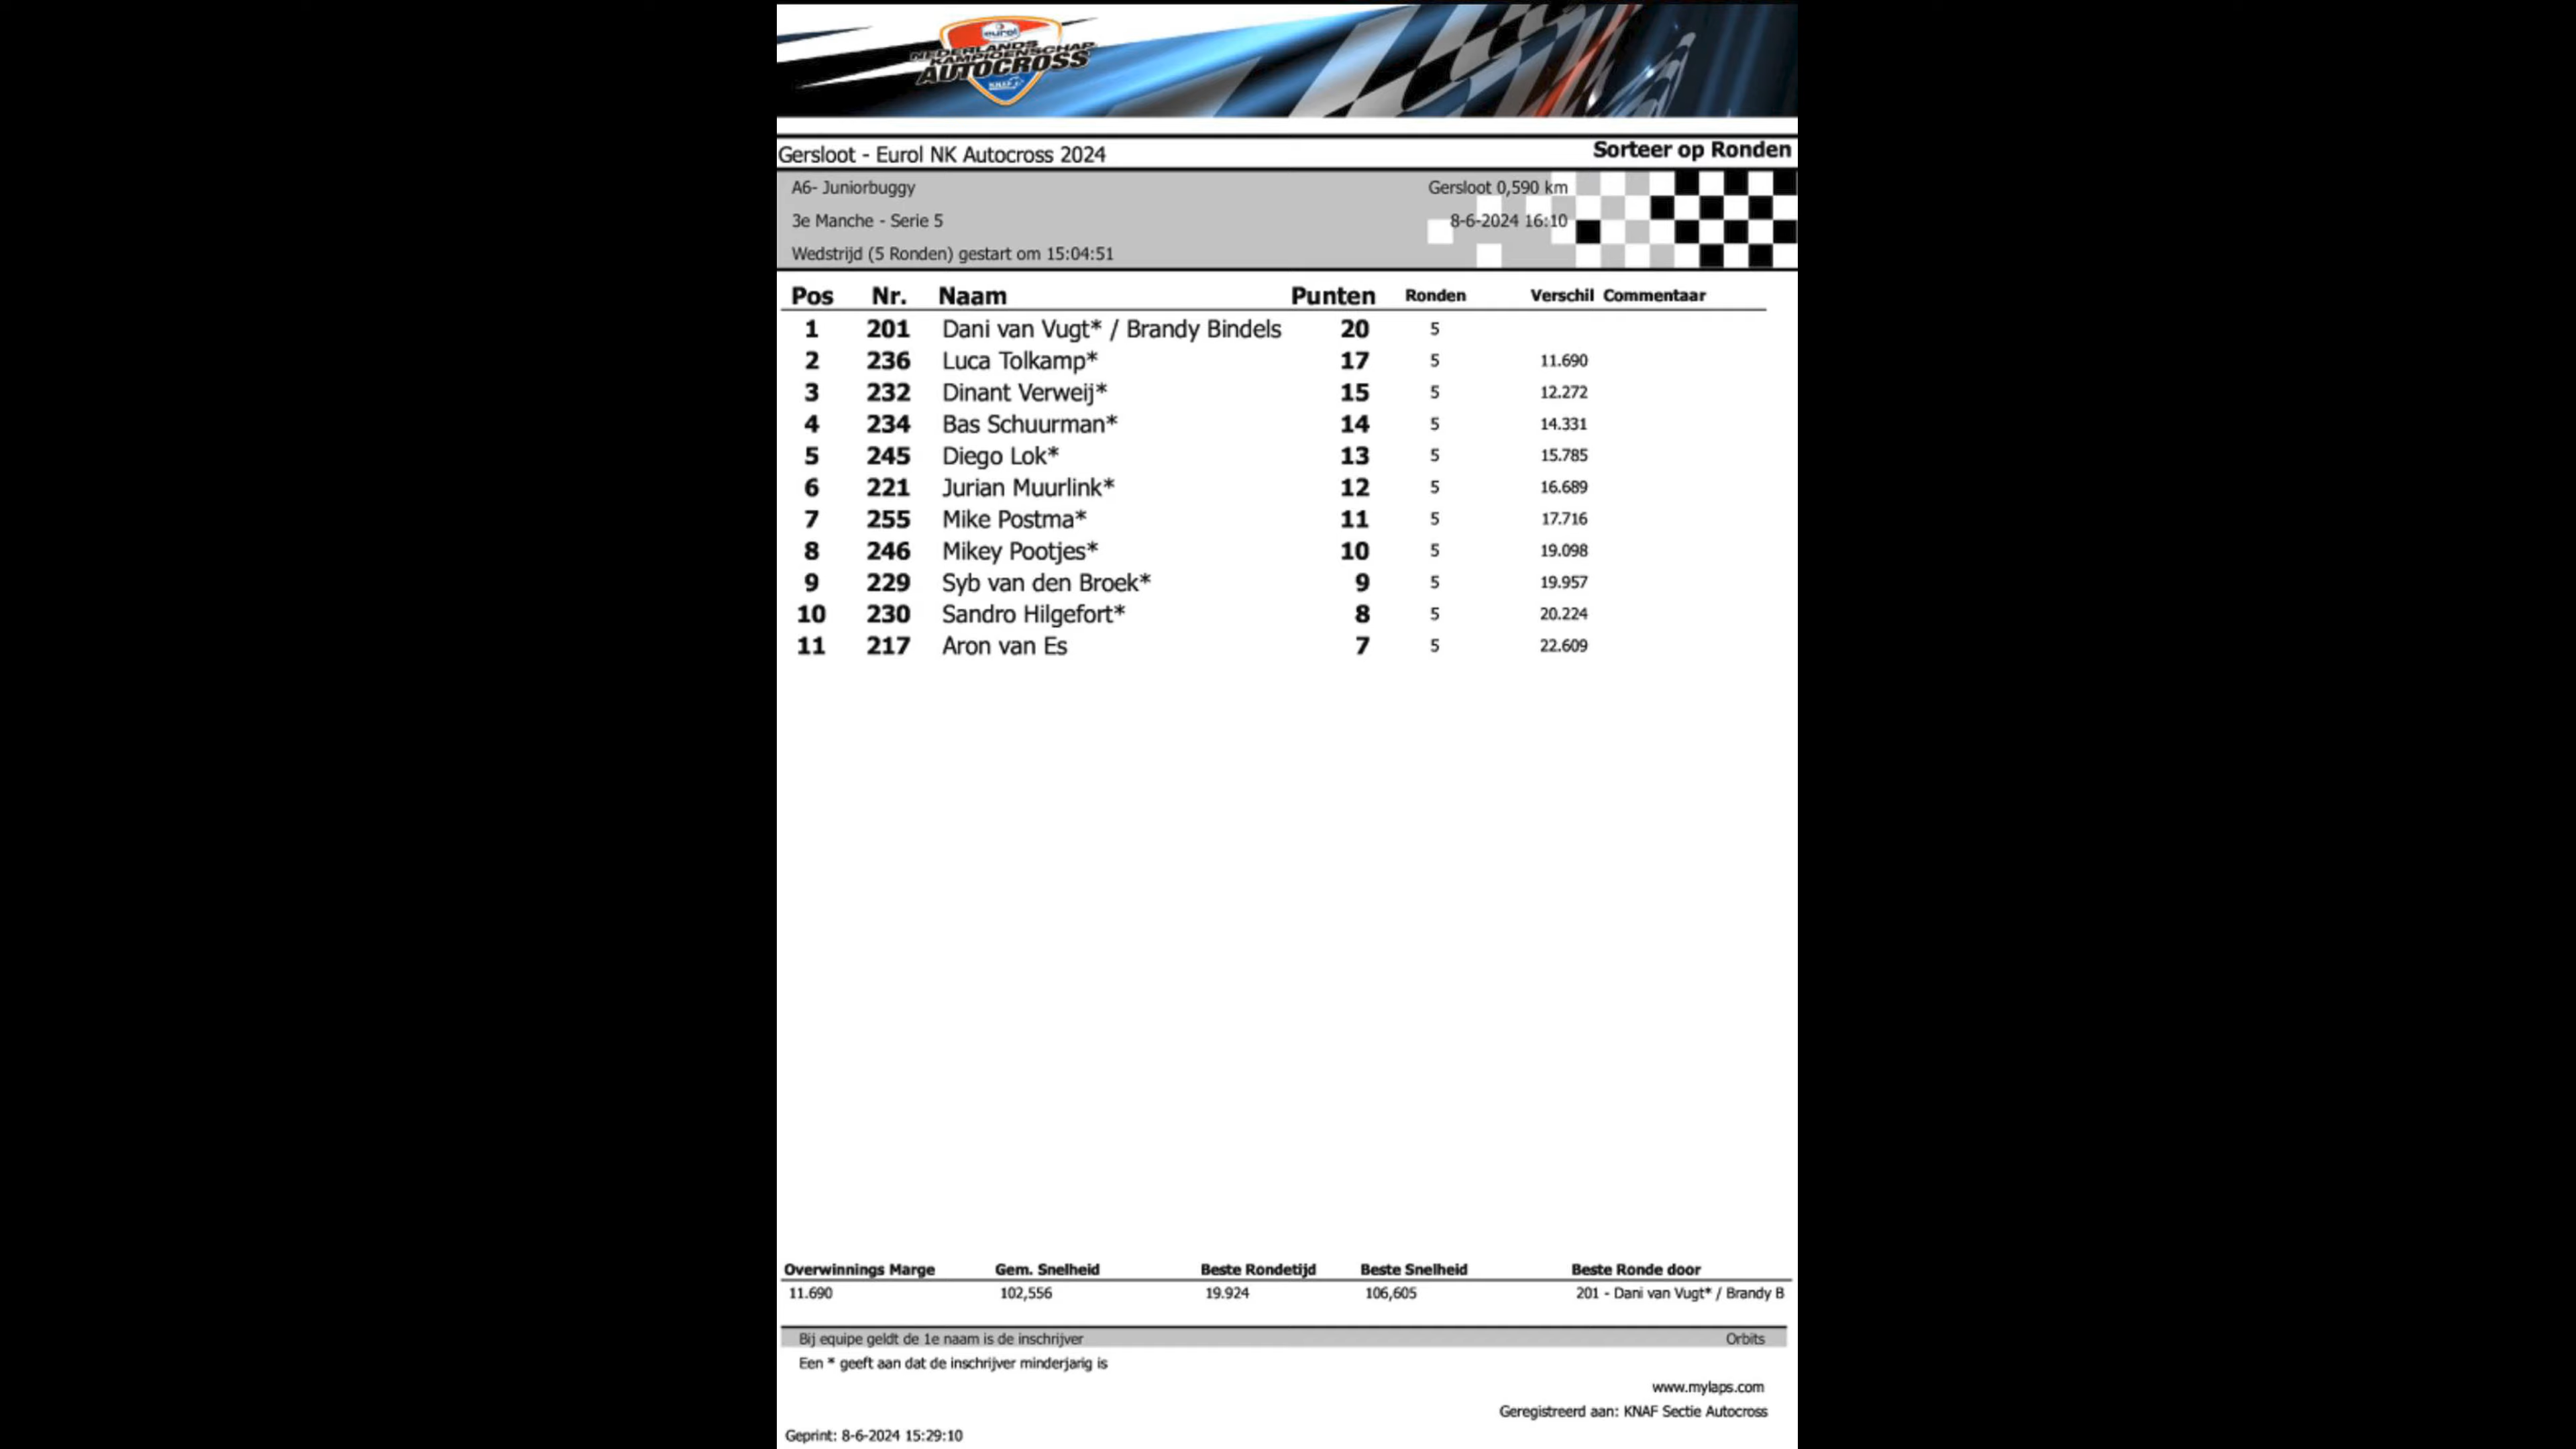 eurol
NEDERLANDS
KAMPIOENSCHAP
AUTOCROSS
KNAF
Gersloot - Eurol NK Autocross 2024 Sorteer op Ronden
A6- Juniorbuggy Gersloot 0,590 km
3e Manche - Serie 5 8-6-2024 16:10
Wedstrijd (5 Ronden) gestart om 15:04:51
Pos Nr. Naam Punten Ronden Verschil Commentaar
1 201 Dani van Vugt* / Brandy Bindels 20 5
2 236 Luca Tolkamp* 17 5 11.690
3 232 Dinant Verweij* 15 5 12.272
4 234 Bas Schuurman* 14 5 14.331
5 245 Diego Lok* 13 5 15.785
6 221 Jurian Muurlink* 12 5 16.689
7 255 Mike Postma* 11 5 17.716
8 246 Mikey Pootjes* 10 5 19.098
9 229 Syb van den Broek* 9 5 19.957
10 230 Sandro Hilgefort* 8 5 20.224
11 217 Aron van Es 7 5 22.609
Overwinnings Marge Gem. Snelheid Beste Rondetijd Beste Snelheid Beste Ronde door
11.690 102,556 19.924 106,605 201 - Dani van Vugt* / Brandy B
Bij equipe geldt de 1e naam is de inschrijver Orbits
Een * geeft aan dat de inschrijver minderjarig is
www.mylaps.com
Geregistreerd aan: KNAF Sectie Autocross
Geprint: 8-6-2024 15:29:10